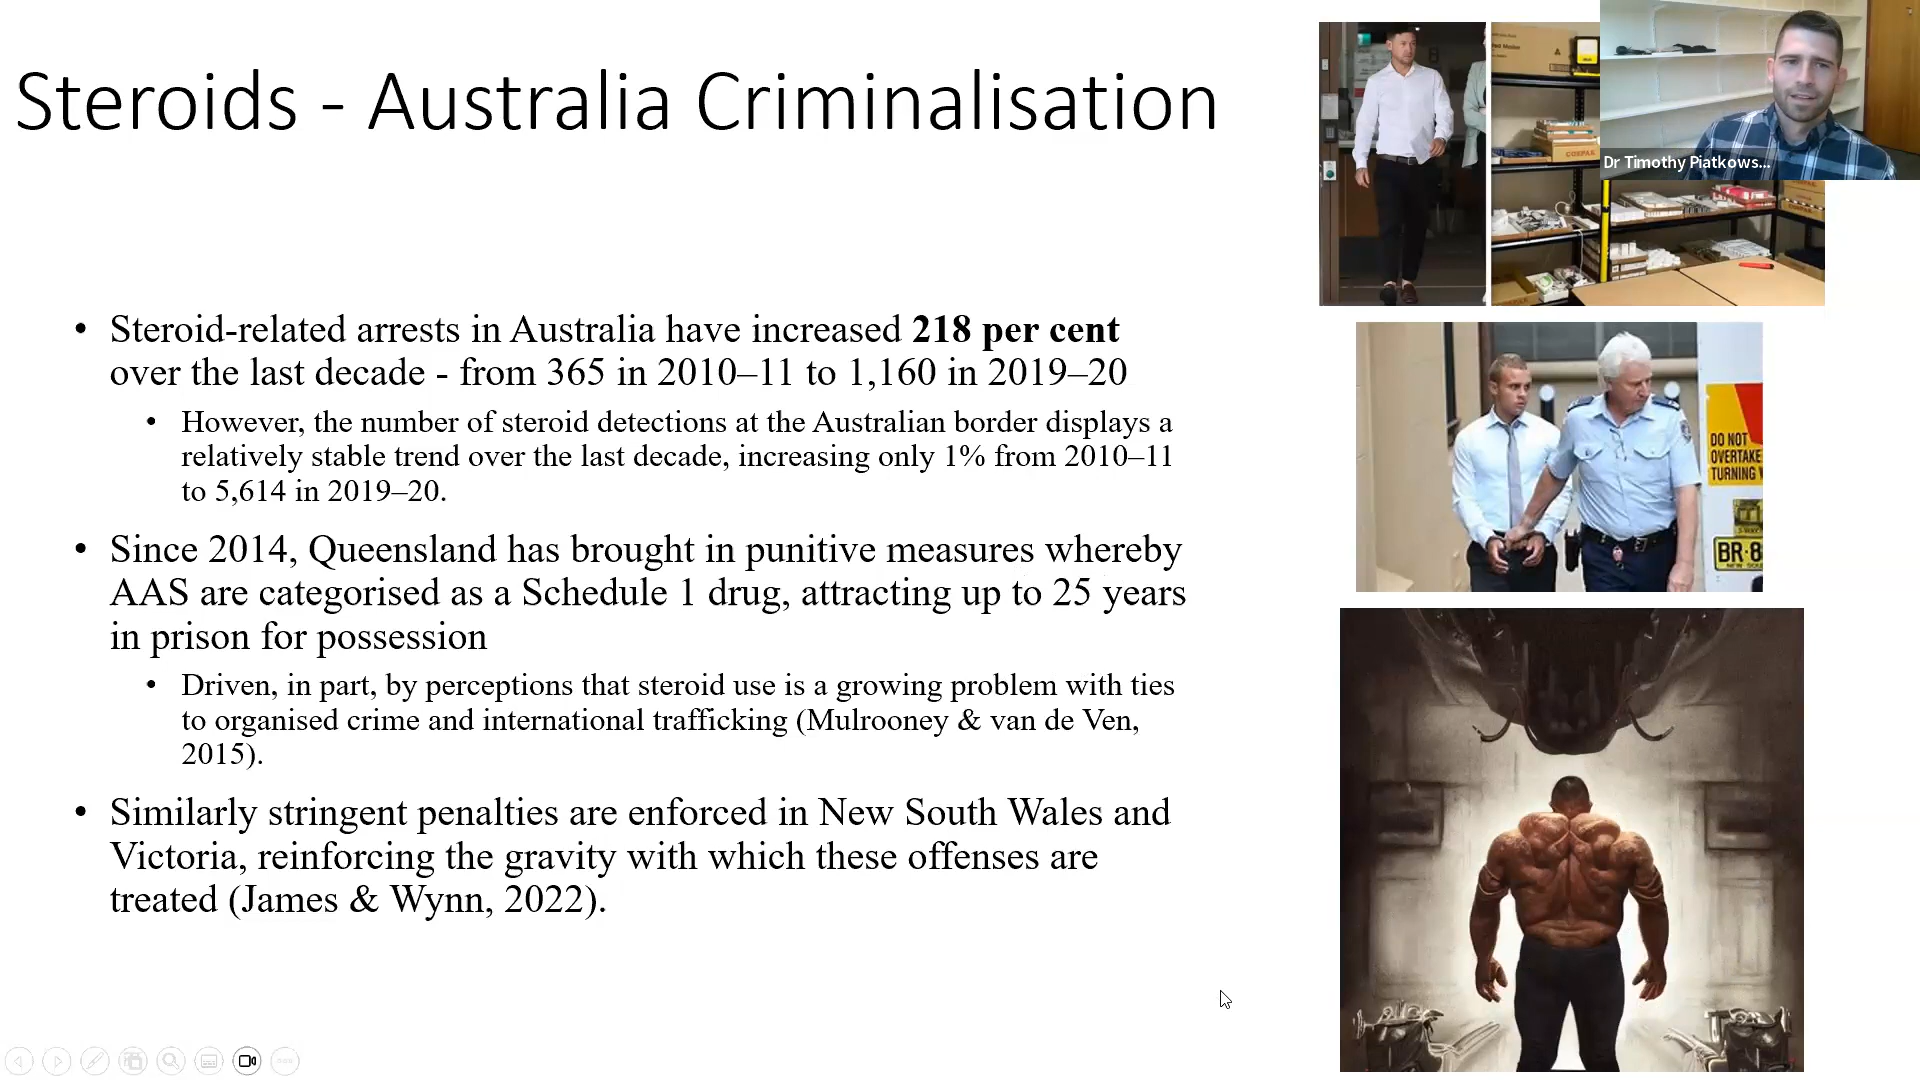 Steroids - Australia Criminalisation
Dr Timothy Piatkows...
• Steroid-related arrests in Australia have increased 218 per cent
over the last decade - from 365 in 2010–11 to 1,160 in 2019–20
• However, the number of steroid detections at the Australian border displays a
relatively stable trend over the last decade, increasing only 1% from 2010–11
to 5,614 in 2019–20.
• Since 2014, Queensland has brought in punitive measures whereby
AAS are categorised as a Schedule 1 drug, attracting up to 25 years
in prison for possession
• Driven, in part, by perceptions that steroid use is a growing problem with ties
to organised crime and international trafficking (Mulrooney & van de Ven,
2015).
• Similarly stringent penalties are enforced in New South Wales and
Victoria, reinforcing the gravity with which these offenses are
treated (James & Wynn, 2022).
DO NOT
OVERTAKE
TURNING
BR·8